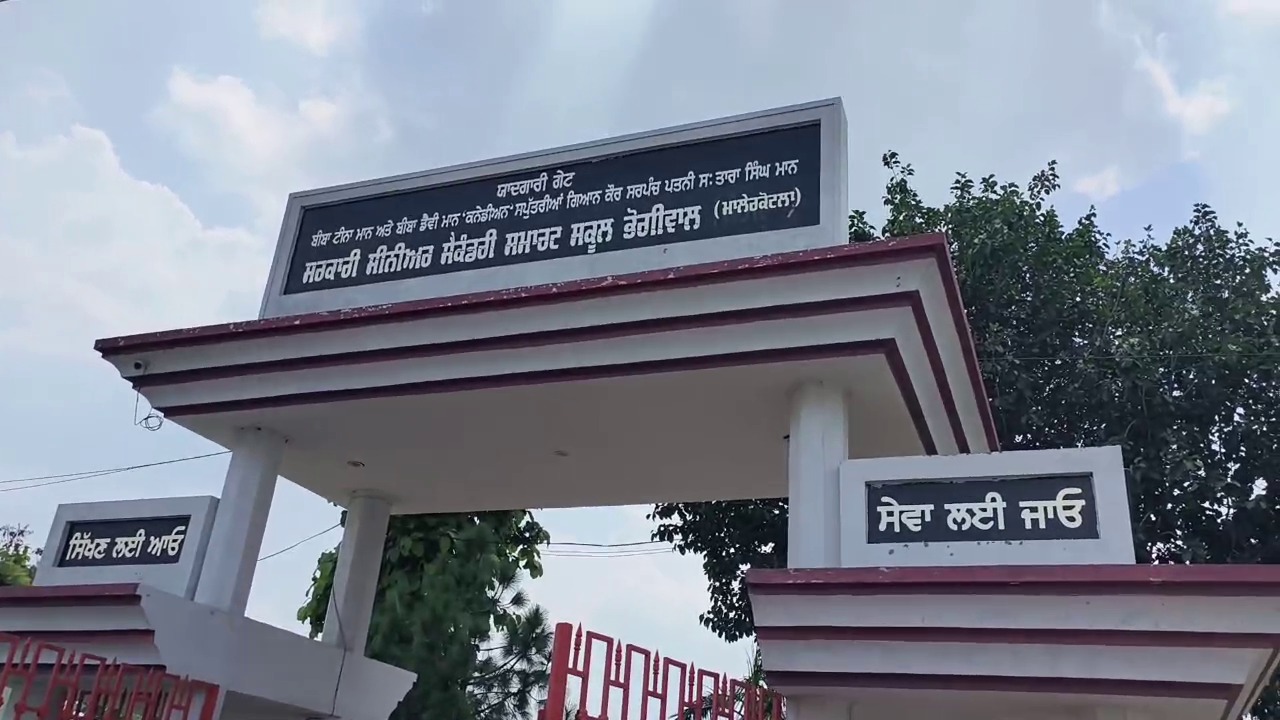 ਯਾਦਗਾਰੀ ਗੇਟ
ਬੀਬਾ ਟੀਨਾ ਮਾਨ ਅਤੇ ਬੀਬਾ ਡੈਵੀ ਮਾਨ 'ਕਨੇਡੀਅਨ' ਸਪੁੱਤਰੀਆਂ ਗਿਆਨ ਕੌਰ ਸਰਪੰਚ ਪਤਨੀ ਸ: ਤਾਰਾ ਸਿੰਘ ਮਾਨ
ਸਰਕਾਰੀ ਸੀਨੀਅਰ ਸੈਕੰਡਰੀ ਸਮਾਰਟ ਸਕੂਲ ਭੋਗੀਵਾਲ (ਮਾਲੇਰਕੋਟਲਾ)
ਸਿੱਖਣ ਲਈ ਆਓ
ਸੇਵਾ ਲਈ ਜਾਓ